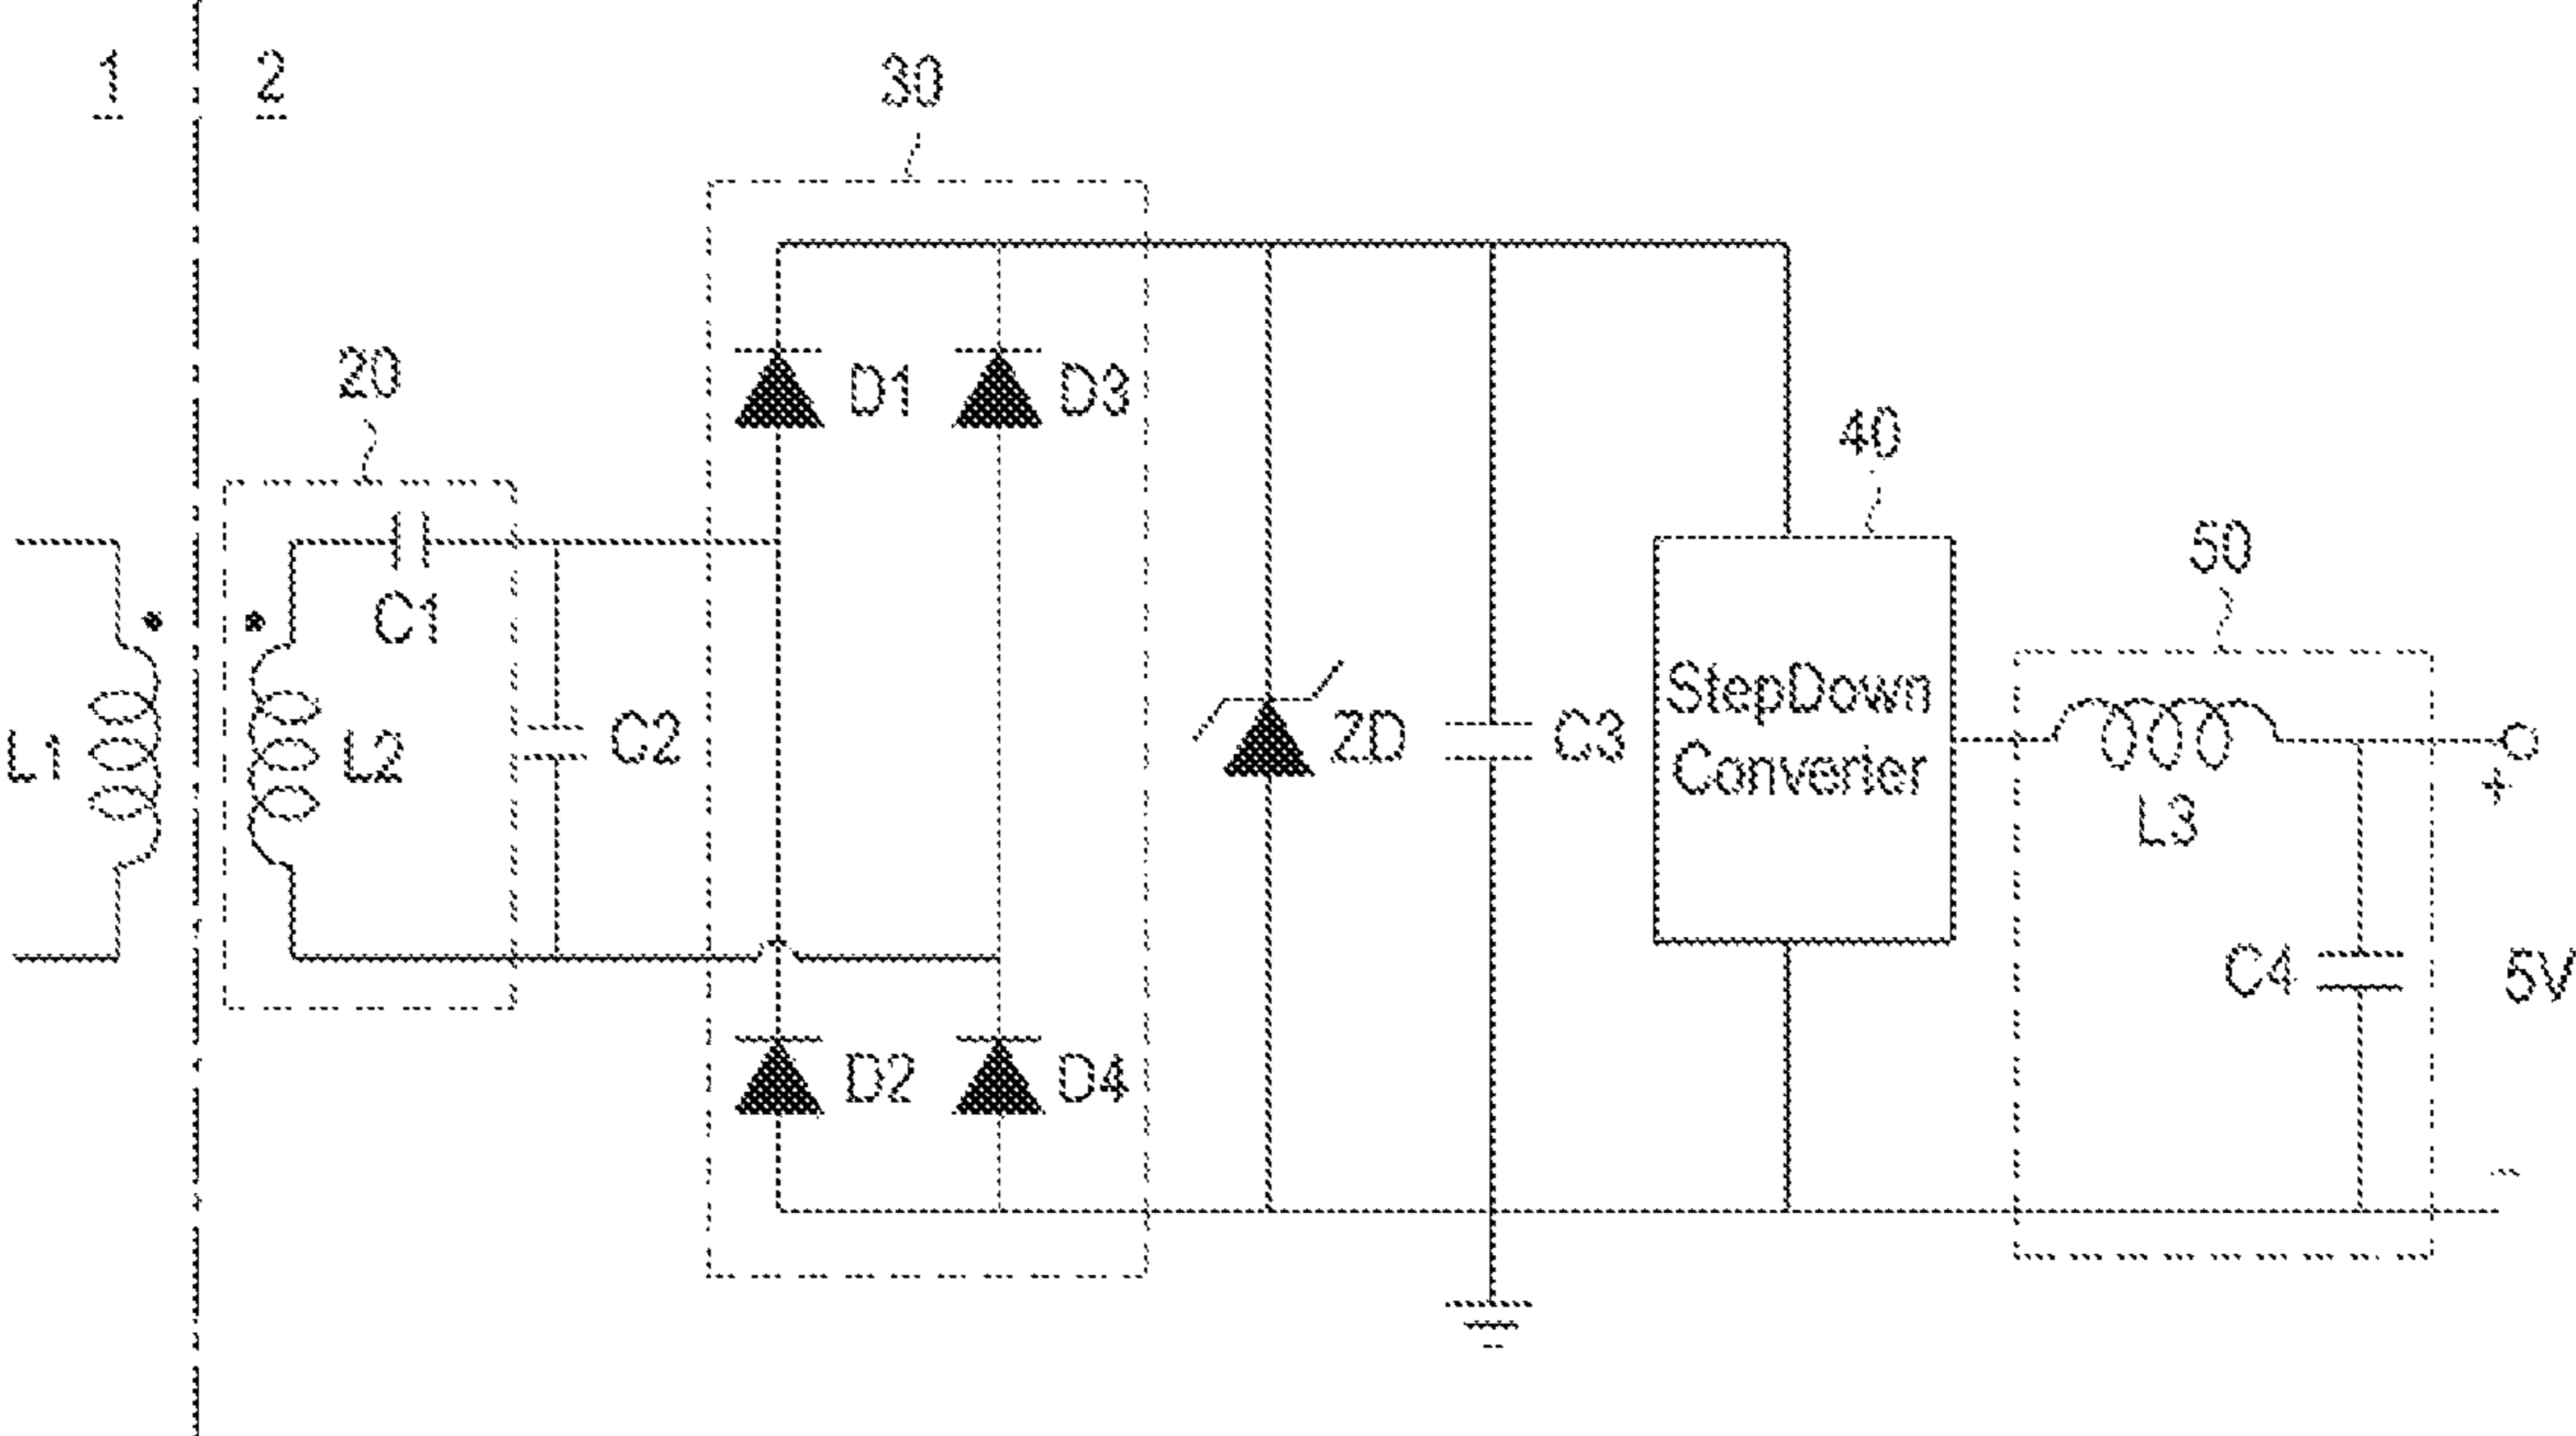 1
2
30
20
D1
D3
40
50
C1
L1
L2
C2
ZD
C3
StepDown
Converter
+
L3
C4
5V
D2
D4
-